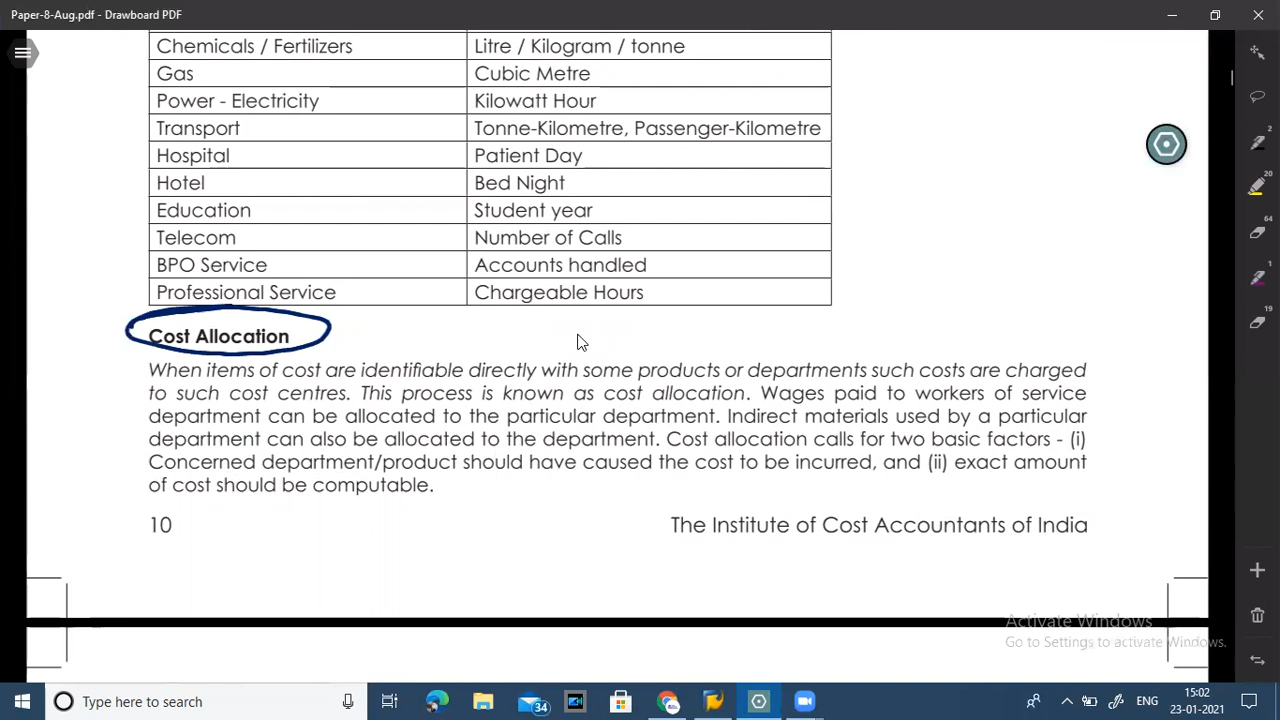 Paper-8-Aug.pdf - Drawboard PDF
Chemicals / Fertilizers Litre / Kilogram / tonne
Gas Cubic Metre
Power - Electricity Kilowatt Hour
Transport Tonne-Kilometre, Passenger-Kilometre
Hospital Patient Day
Hotel Bed Night
Education Student year
Telecom Number of Calls
BPO Service Accounts handled
Professional Service Chargeable Hours
Cost Allocation
When items of cost are identifiable directly with some products or departments such costs are charged
to such cost centres. This process is known as cost allocation. Wages paid to workers of service
department can be allocated to the particular department. Indirect materials used by a particular
department can also be allocated to the department. Cost allocation calls for two basic factors - (i)
Concerned department/product should have caused the cost to be incurred, and (ii) exact amount
of cost should be computable.
10 The Institute of Cost Accountants of India
Activate Windows
Go to Settings to activate Windows.
2
20
64
1
19
Type here to search
34
ENG
15:02
23-01-2021